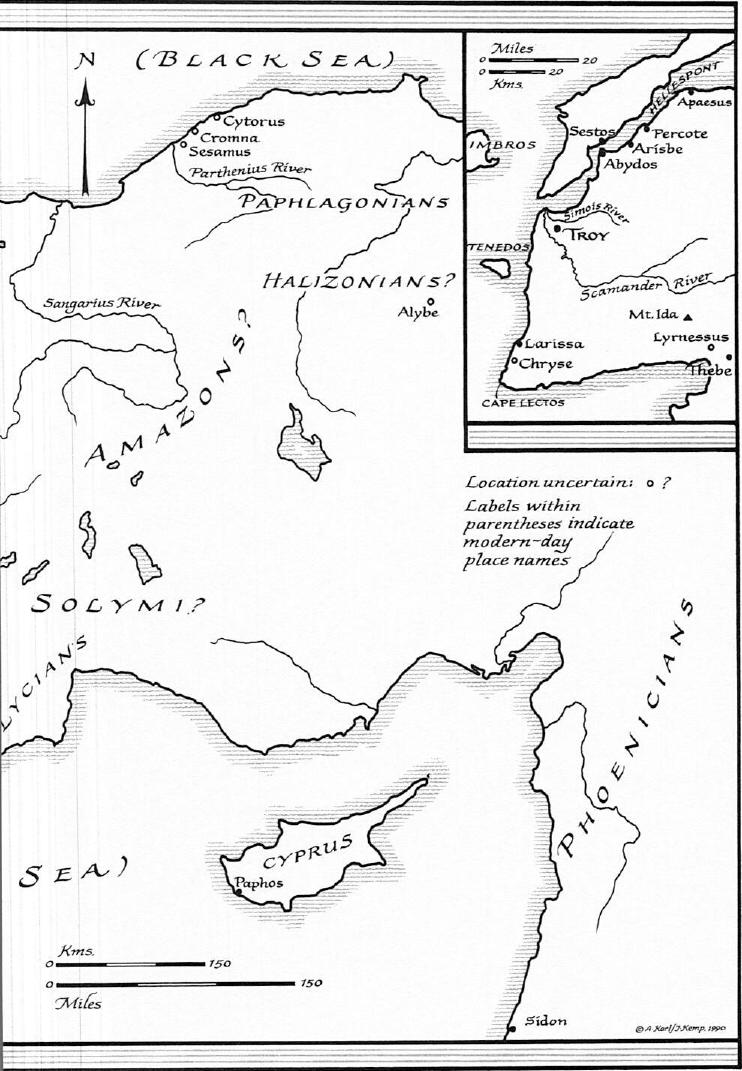 N
(BLACK SEA)
Cytorus
Cromna
Sesamus
Parthenius River
PAPHLAGONIANS
HALIZONIANS?
Alybe
Sangarius River
AMAZONS?
SOLYMI?
LYCIANS
SEA)
CYPRUS
Paphos
PHOENICIANS
Sidon
Kms.
0 150
0 150
Miles
Miles
0 20
0 20
Kms.
HELLESPONT
Apaesus
Sestos
Percote
Arisbe
Abydos
IMBROS
Simois River
TROY
TENEDOS
Scamander River
Mt. Ida
Lyrnessus
Larissa
Chryse
Thebe
CAPE LECTOS
Location uncertain: o ?
Labels within
parentheses indicate
modern-day
place names
© A. Karl/J. Kemp, 1990